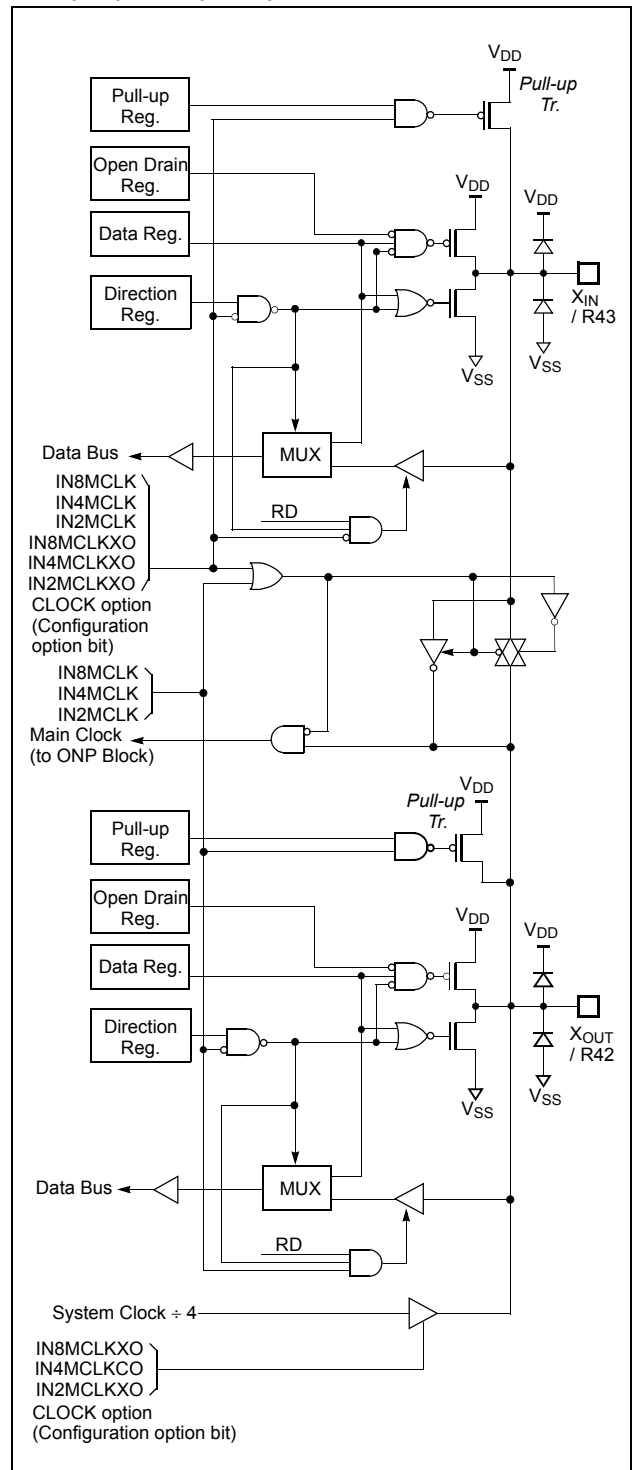 VDD
Pull-up
Tr.
Pull-up
Reg.
Open Drain
Reg.
VDD
VDD
Data Reg.
Direction
Reg.
XIN
/ R43
VSS
VSS
Data Bus
MUX
IN8MCLK
IN4MCLK
IN2MCLK
IN8MCLKXO
IN4MCLKXO
IN2MCLKXO
RD
CLOCK option
(Configuration
option bit)
IN8MCLK
IN4MCLK
IN2MCLK
Main Clock
(to ONP Block)
VDD
Pull-up
Tr.
Pull-up
Reg.
Open Drain
Reg.
VDD
VDD
Data Reg.
Direction
Reg.
XOUT
/ R42
VSS
VSS
Data Bus
MUX
RD
System Clock ÷ 4
IN8MCLKXO
IN4MCLKCO
IN2MCLKXO
CLOCK option
(Configuration option bit)